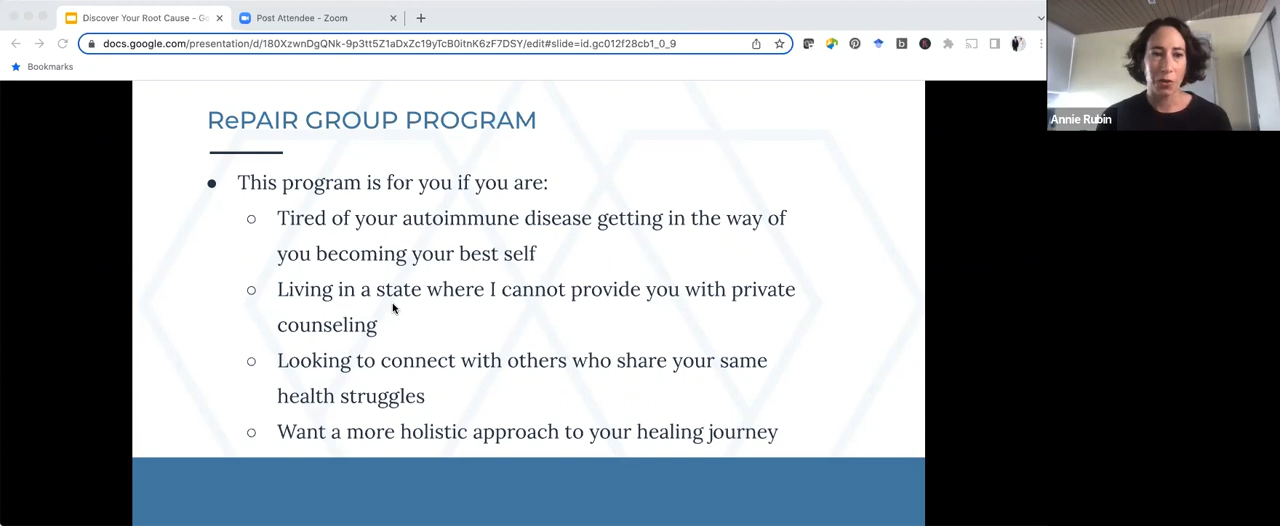 Discover Your Root Cause - Go
Post Attendee - Zoom
docs.google.com/presentation/d/180XzwnDgQNk-9p3tt5Z1aDxZc19yTcB0itnK6zF7DSY/edit#slide=id.gc012f28cb1_0_9
Bookmarks
Annie Rubin
RePAIR GROUP PROGRAM
This program is for you if you are:
Tired of your autoimmune disease getting in the way of
you becoming your best self
Living in a state where I cannot provide you with private
counseling
Looking to connect with others who share your same
health struggles
Want a more holistic approach to your healing journey